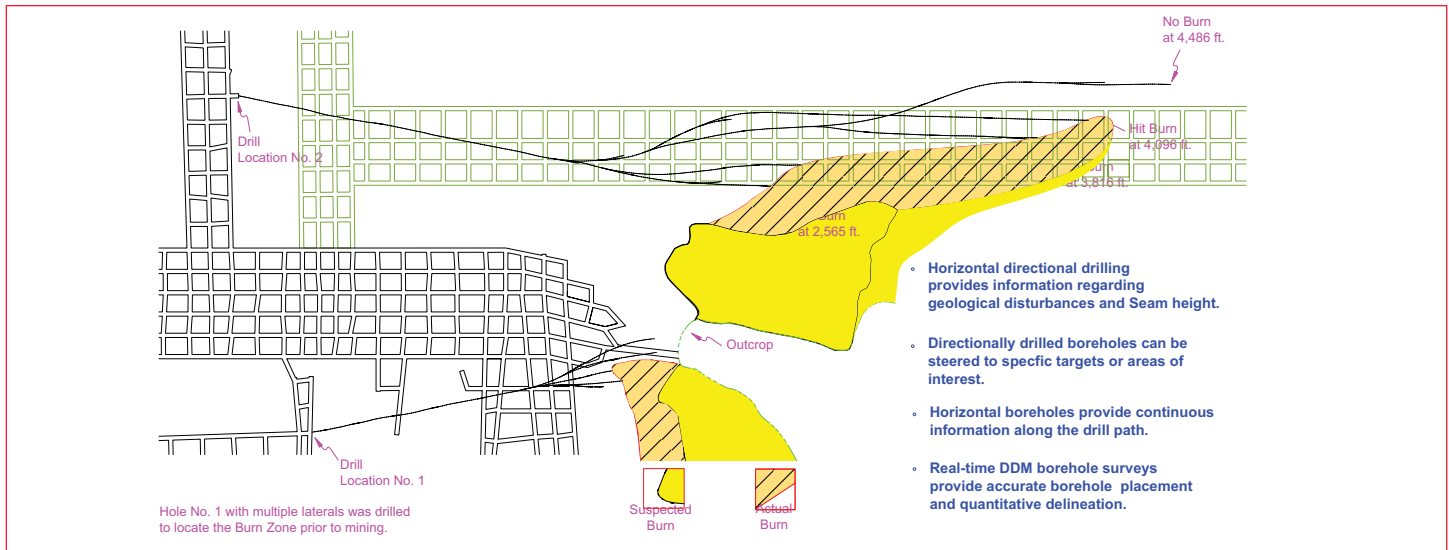 No Burn
at 4,486 ft.
Drill
Location No. 2
Hit Burn
at 4,096 ft.
Burn
at 3,816 ft.
Burn
at 2,565 ft.
Outcrop
Drill
Location No. 1
Hole No. 1 with multiple laterals was drilled
to locate the Burn Zone prior to mining.
Suspected
Burn
Actual
Burn
Horizontal directional drilling
provides information regarding
geological disturbances and Seam height.
Directionally drilled boreholes can be
steered to specfic targets or areas of
interest.
Horizontal boreholes provide continuous
information along the drill path.
Real-time DDM borehole surveys
provide accurate borehole placement
and quantitative delineation.